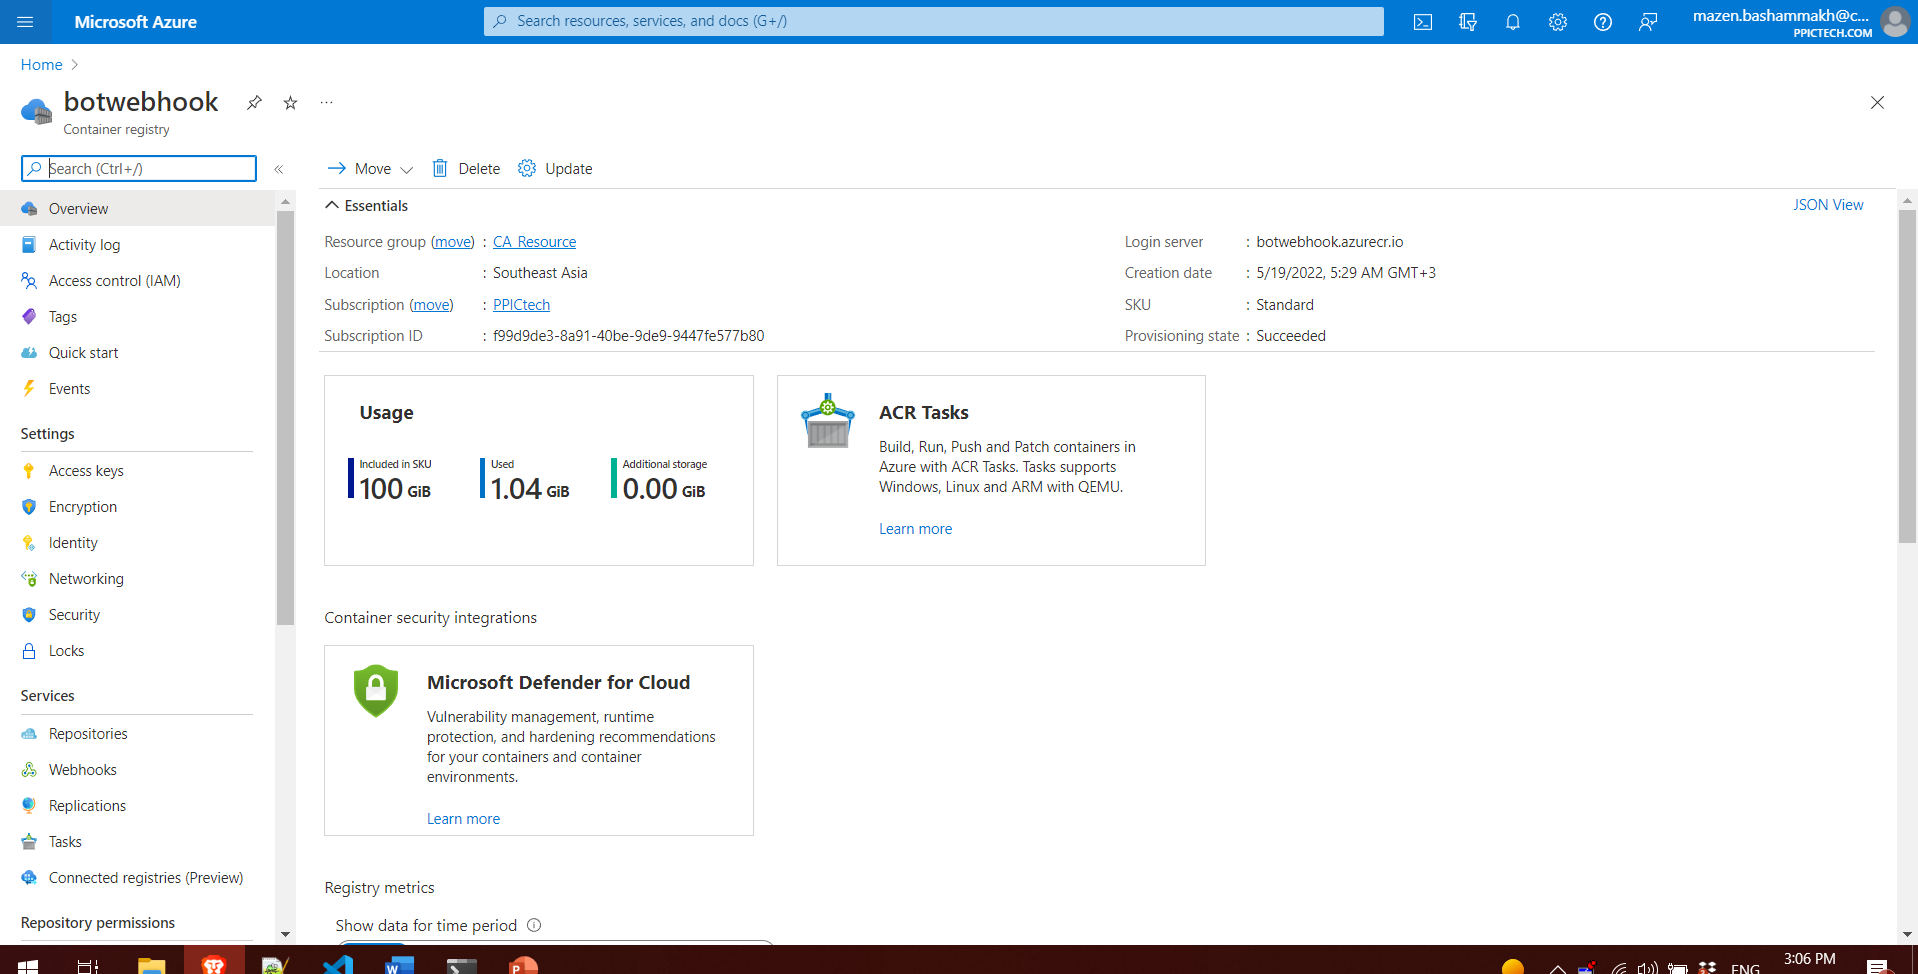 Microsoft Azure
Search resources, services, and docs (G+/)
mazen.bashammakh@c...
PPICTECH.COM
Home
botwebhook
Container registry
Search (Ctrl+/)
Move
Delete
Update
Overview
Activity log
Access control (IAM)
Tags
Quick start
Events
Settings
Access keys
Encryption
Identity
Networking
Security
Locks
Services
Repositories
Webhooks
Replications
Tasks
Connected registries (Preview)
Repository permissions
Essentials
JSON View
Resource group (move) : CA_Resource
Location : Southeast Asia
Subscription (move) : PPICtech
Subscription ID : f99d9de3-8a91-40be-9de9-9447fe577b80
Login server : botwebhook.azurecr.io
Creation date : 5/19/2022, 5:29 AM GMT+3
SKU : Standard
Provisioning state : Succeeded
Usage
Included in SKU
100 GiB
Used
1.04 GiB
Additional storage
0.00 GiB
ACR Tasks
Build, Run, Push and Patch containers in
Azure with ACR Tasks. Tasks supports
Windows, Linux and ARM with QEMU.
Learn more
Container security integrations
Microsoft Defender for Cloud
Vulnerability management, runtime
protection, and hardening recommendations
for your containers and container
environments.
Learn more
Registry metrics
Show data for time period
ENG
3:06 PM